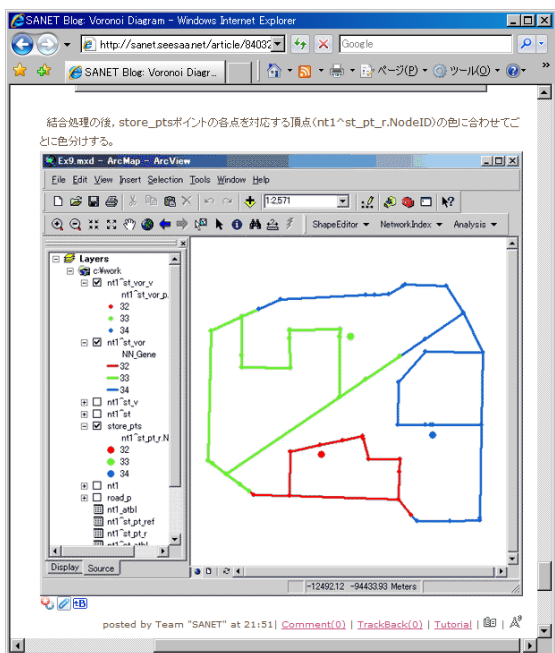 SANET Blog: Voronoi Diagram - Windows Internet Explorer
http://sanet.seesaa.net/article/84032
Google
SANET Blog: Voronoi Diagr...
ページ(P)
ツール(O)
結合処理の後, store_ptsポイントの各点を対応する頂点(nt1^st_pt_r.NodeID)の色に合わせてご
とに色分けする。
Ex9.mxd - ArcMap - ArcView
File Edit View Insert Selection Tools Window Help
1:2,571
ShapeEditor NetworkIndex Analysis
Layers
c:¥work
nt1^st_vor_v
nt1^st_vor_p.
32
33
34
nt1^st_vor
NN_Gene
32
33
34
nt1^st_v
nt1^st
store_pts
nt1^st_pt_r.N
32
33
34
nt1
road_p
nt1_atbl
nt1^st_pt_ref
nt1^st_pt_r
Display Source
-12492.12 -94433.93 Meters
posted by Team "SANET" at 21:51| Comment(0) | TrackBack(0) | Tutorial |